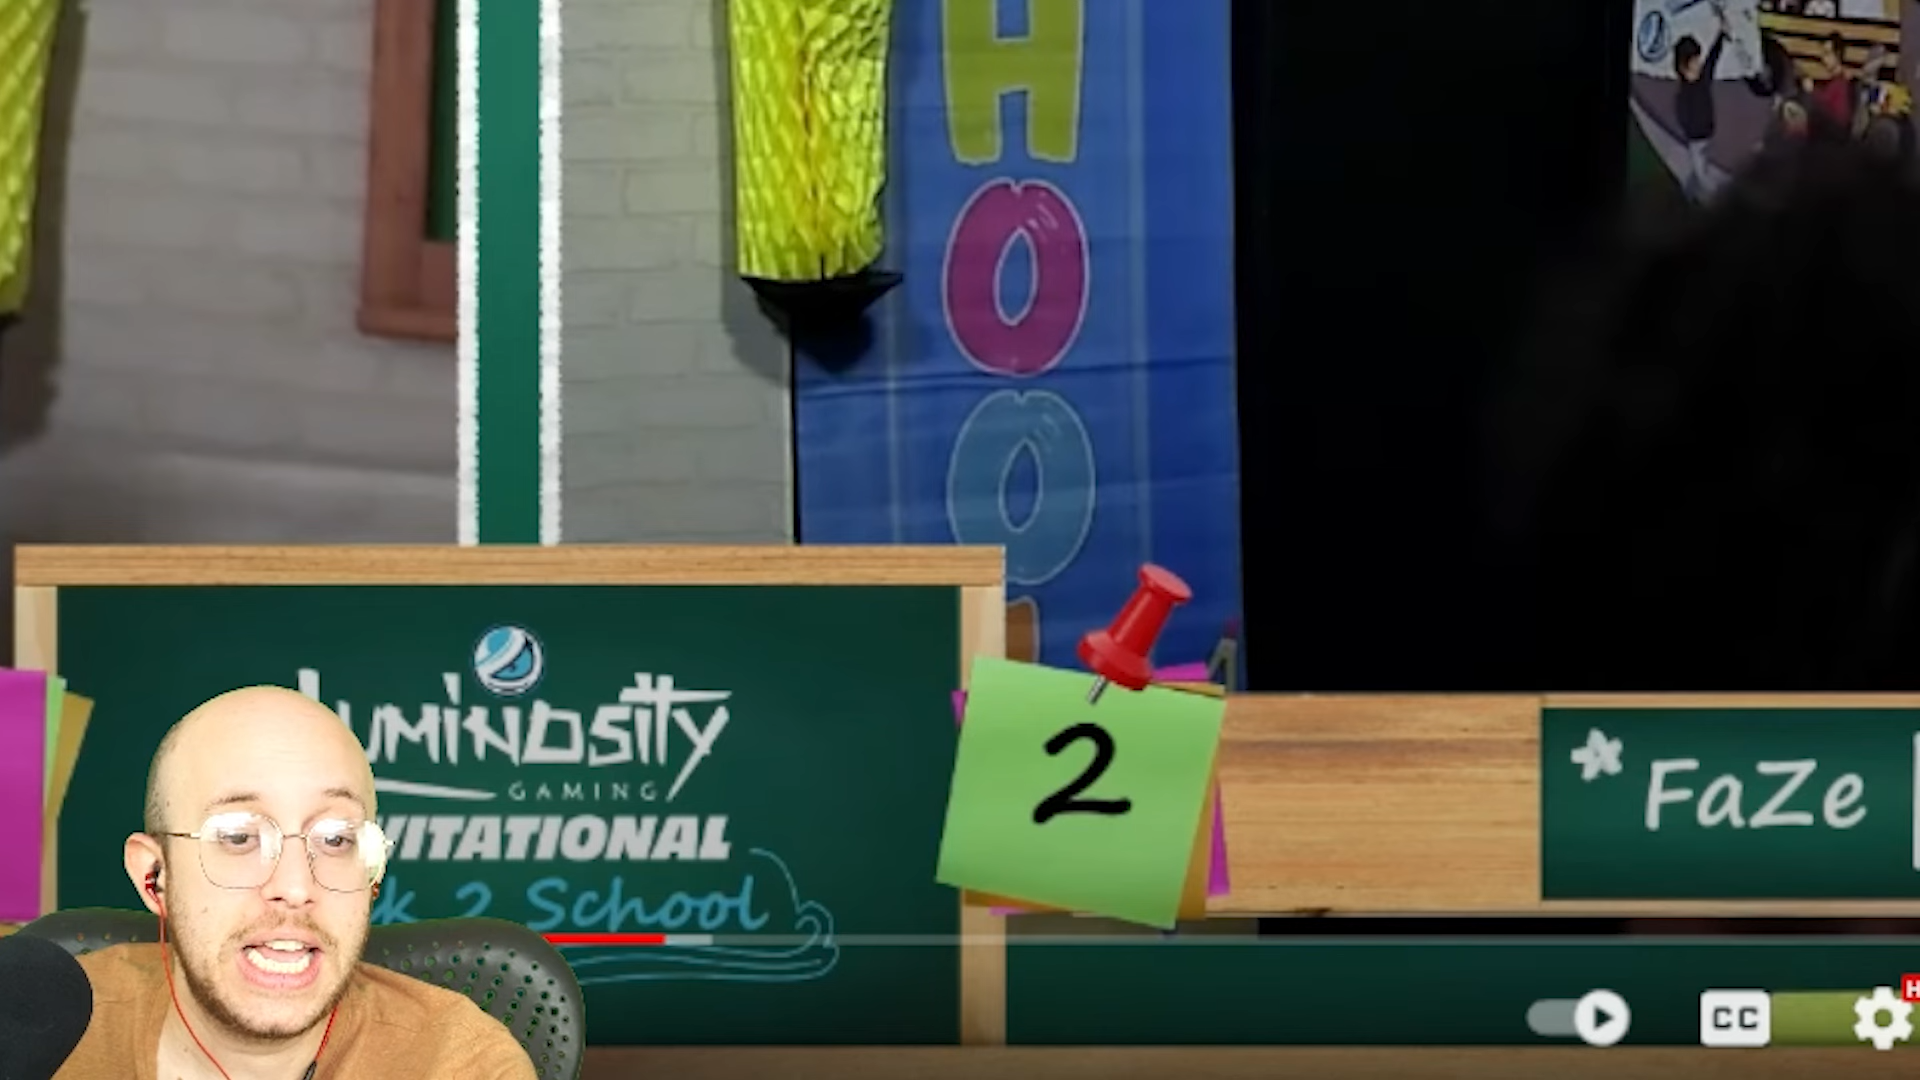 HOO
LUMINOSITY
GAMING
VITATIONAL
k 2 School
2
FaZe
CC
H